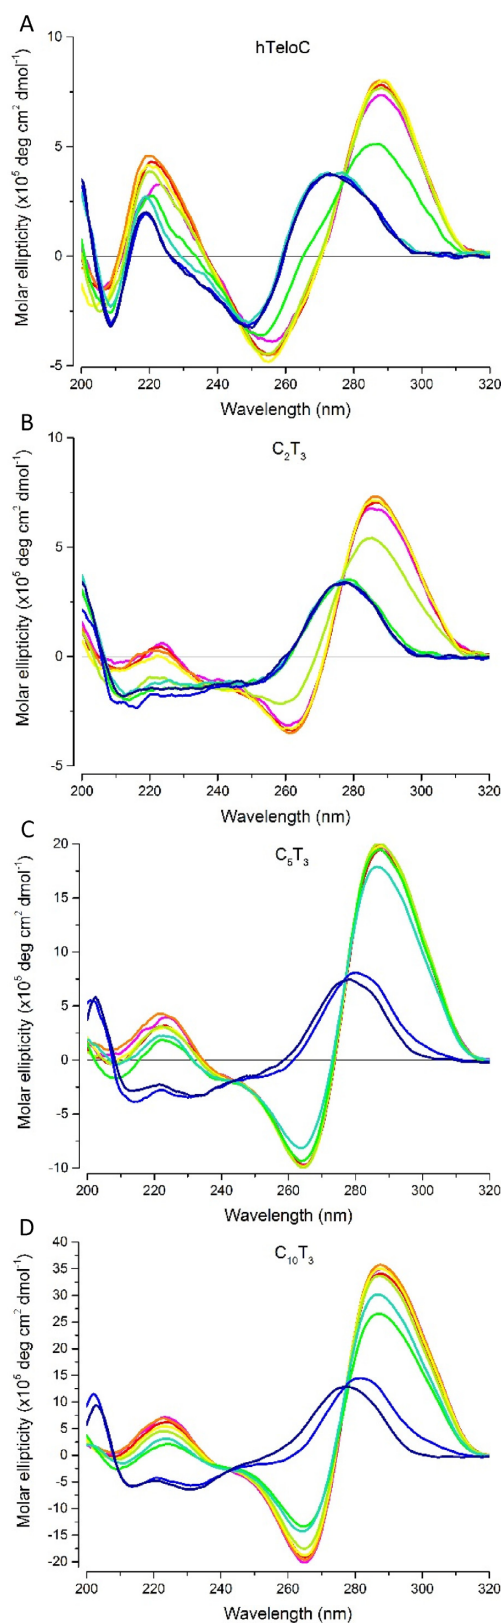 A
hTeloC
Molar ellipticity (x10⁵ deg cm² dmol⁻¹)
10
5
0
-5
200 220 240 260 280 300 320
Wavelength (nm)
B
C₂T₃
Molar ellipticity (x10⁵ deg cm² dmol⁻¹)
10
5
0
-5
200 220 240 260 280 300 320
Wavelength (nm)
C
C₅T₃
Molar ellipticity (x10⁵ deg cm² dmol⁻¹)
20
15
10
5
0
-5
-10
200 220 240 260 280 300 320
Wavelength (nm)
D
C₁₀T₃
Molar ellipticity (x10⁵ deg cm² dmol⁻¹)
40
35
30
25
20
15
10
5
0
-5
-10
-15
-20
200 220 240 260 280 300 320
Wavelength (nm)